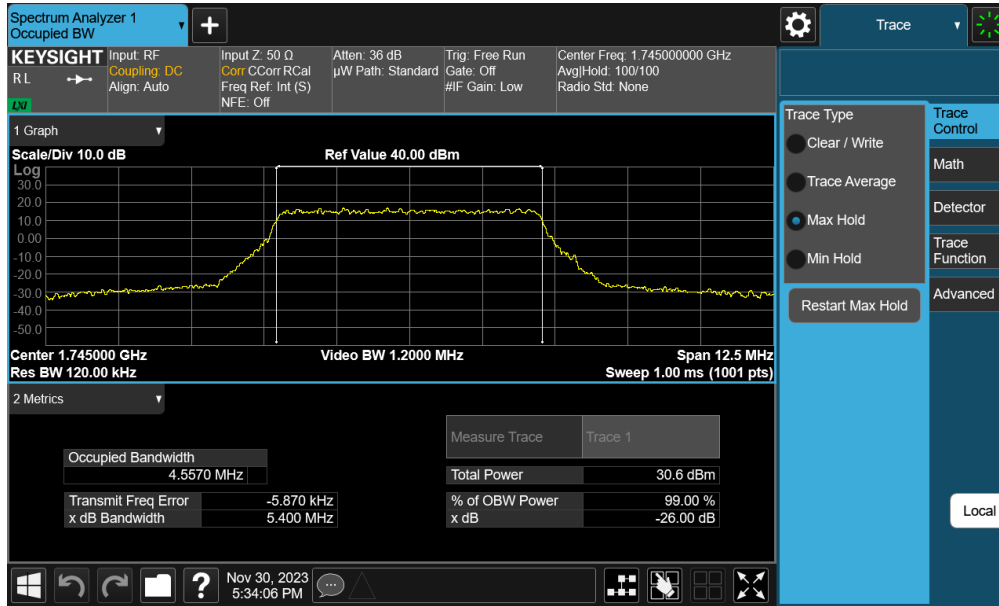 Spectrum Analyzer 1
Occupied BW
Trace
KEYSIGHT
R L
LXI
Input: RF
Coupling: DC
Align: Auto
Input Z: 50 Ω
Corr CCorr RCal
Freq Ref: Int (S)
NFE: Off
Atten: 36 dB
µW Path: Standard
Trig: Free Run
Gate: Off
#IF Gain: Low
Center Freq: 1.745000000 GHz
Avg|Hold: 100/100
Radio Std: None
1 Graph
Scale/Div 10.0 dB
Ref Value 40.00 dBm
Log
30.0
20.0
10.0
0.00
-10.0
-20.0
-30.0
-40.0
-50.0
Center 1.745000 GHz
Video BW 1.2000 MHz
Span 12.5 MHz
Res BW 120.00 kHz
Sweep 1.00 ms (1001 pts)
2 Metrics
Measure Trace
Trace 1
Occupied Bandwidth
4.5570 MHz
Total Power
30.6 dBm
Transmit Freq Error
-5.870 kHz
% of OBW Power
99.00 %
x dB Bandwidth
5.400 MHz
x dB
-26.00 dB
Trace Type
Clear / Write
Trace Average
Max Hold
Min Hold
Restart Max Hold
Trace
Control
Math
Detector
Trace
Function
Advanced
Local
?
Nov 30, 2023
5:34:06 PM